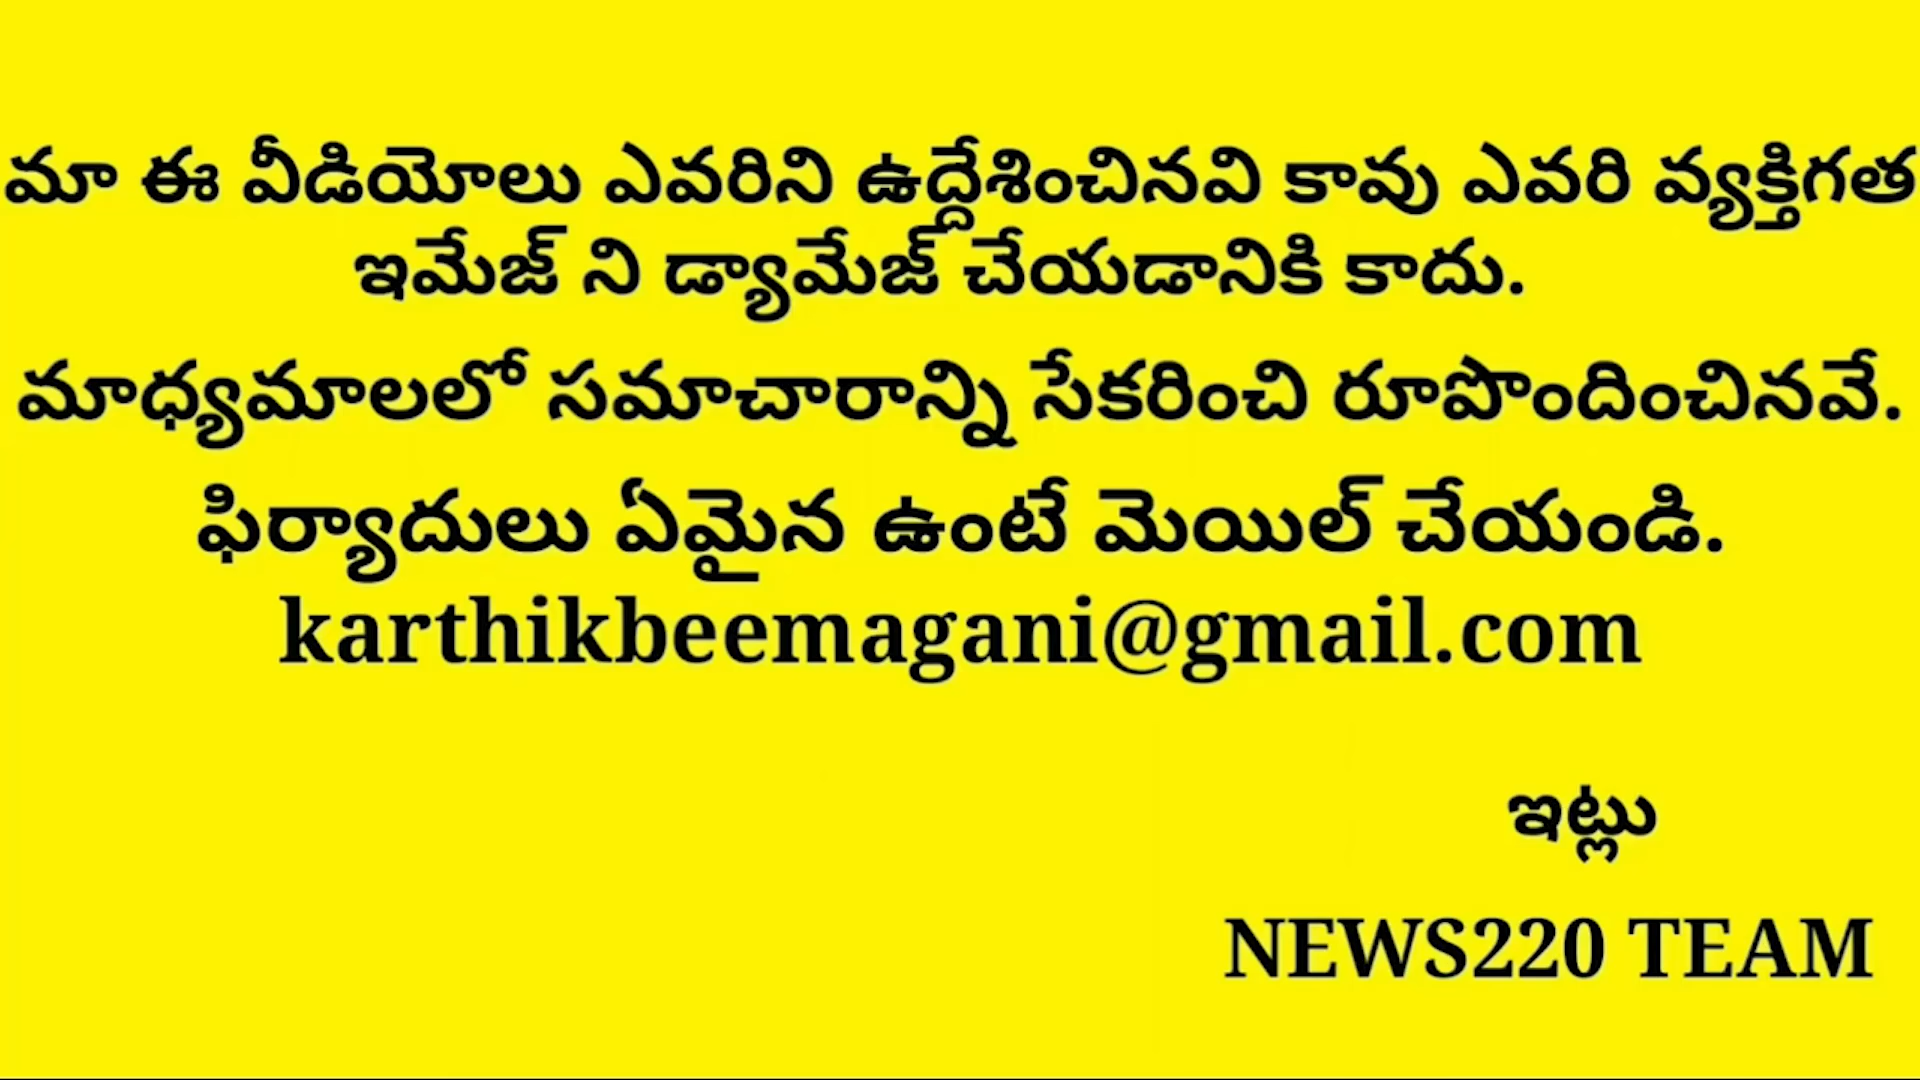 మా ఈ వీడియోలు ఎవరిని ఉద్దేశించినవి కావు ఎవరి వ్యక్తిగత
ఇమేజ్ ని డ్యామేజ్ చేయడానికి కాదు.
మాధ్యమాలలో సమాచారాన్ని సేకరించి రూపొందించినవే.
ఫిర్యాదులు ఏమైన ఉంటే మెయిల్ చేయండి.
karthikbeemagani@gmail.com
ఇట్లు
NEWS220 TEAM